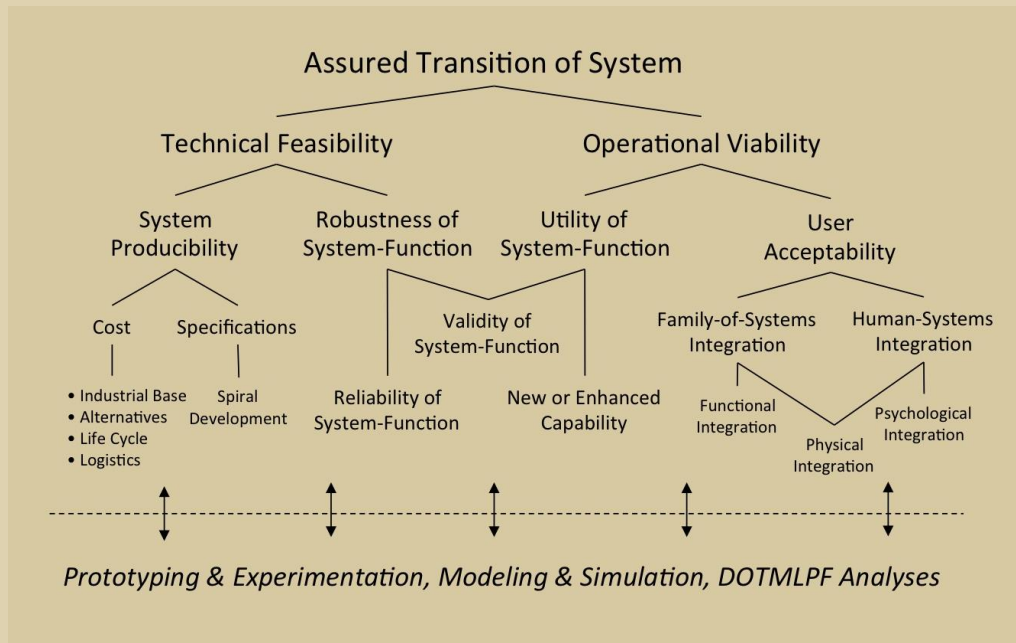 Assured Transition of System
Technical Feasibility
Operational Viability
System
Producibility
Robustness of
System-Function
Utility of
System-Function
User
Acceptability
Cost
Specifications
Validity of
System-Function
Family-of-Systems
Integration
Human-Systems
Integration
• Industrial Base
• Alternatives
• Life Cycle
• Logistics
Spiral
Development
Reliability of
System-Function
New or Enhanced
Capability
Functional
Integration
Physical
Integration
Psychological
Integration
Prototyping & Experimentation, Modeling & Simulation, DOTMLPF Analyses